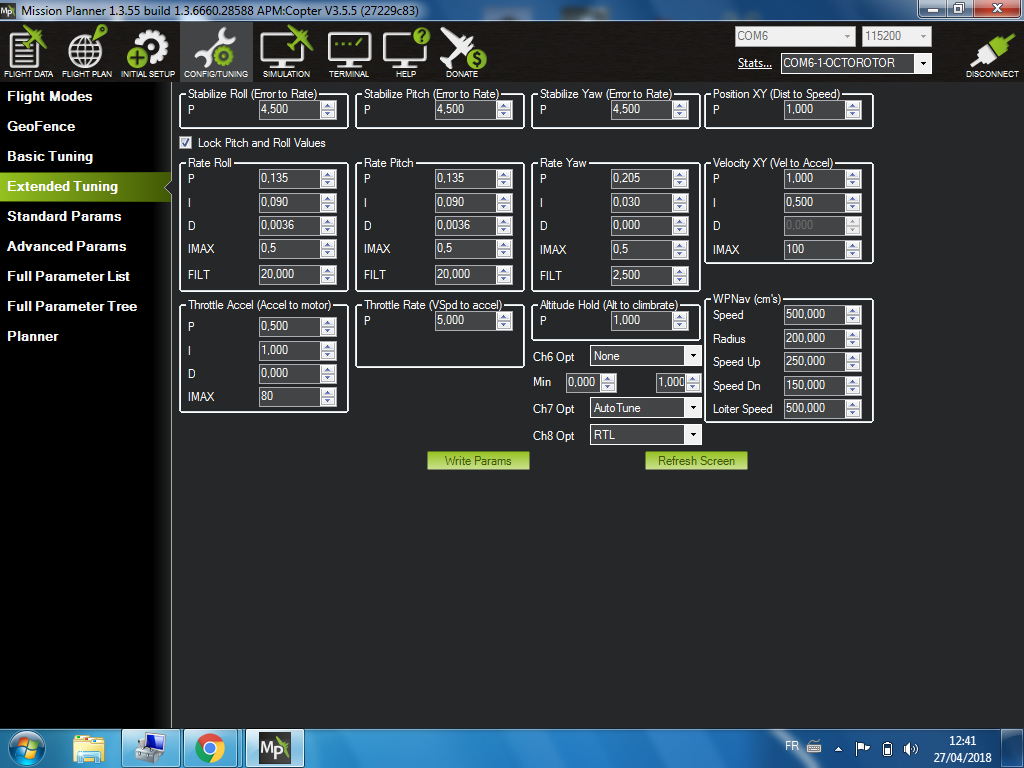 Mission Planner 1.3.55 build 1.3.6660.28588 APM:Copter V3.5.5 (27229c83)
FLIGHT DATA FLIGHT PLAN INITIAL SETUP CONFIG/TUNING SIMULATION TERMINAL HELP DONATE
COM6 115200
Stats... COM6-1-OCTOROTOR
DISCONNECT
Flight Modes
GeoFence
Basic Tuning
Extended Tuning
Standard Params
Advanced Params
Full Parameter List
Full Parameter Tree
Planner
Stabilize Roll (Error to Rate)
P 4,500
Stabilize Pitch (Error to Rate)
P 4,500
Stabilize Yaw (Error to Rate)
P 4,500
Position XY (Dist to Speed)
P 1,000
Lock Pitch and Roll Values
Rate Roll
P 0,135
I 0,090
D 0,0036
IMAX 0,5
FILT 20,000
Rate Pitch
P 0,135
I 0,090
D 0,0036
IMAX 0,5
FILT 20,000
Rate Yaw
P 0,205
I 0,030
D 0,000
IMAX 0,5
FILT 2,500
Velocity XY (Vel to Accel)
P 1,000
I 0,500
D 0,000
IMAX 100
Throttle Accel (Accel to motor)
P 0,500
I 1,000
D 0,000
IMAX 80
Throttle Rate (VSpd to accel)
P 5,000
Altitude Hold (Alt to climbrate)
P 1,000
Ch6 Opt None
Min 0,000 1,000
Ch7 Opt AutoTune
Ch8 Opt RTL
WPNav (cm's)
Speed 500,000
Radius 200,000
Speed Up 250,000
Speed Dn 150,000
Loiter Speed 500,000
Write Params
Refresh Screen
FR
12:41
27/04/2018